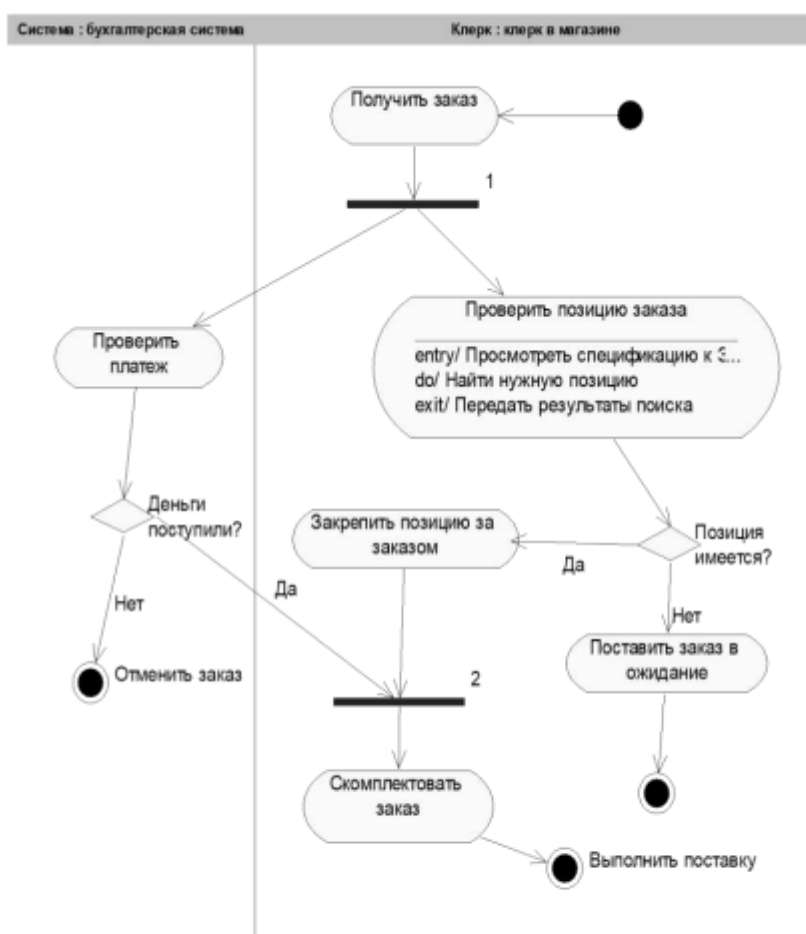 Система : бухгалтерская система
Клерк : клерк в магазине
Получить заказ
1
Проверить позицию заказа
entry/ Просмотреть спецификацию к З...
do/ Найти нужную позицию
exit/ Передать результаты поиска
Проверить
платеж
Деньги
поступили?
Закрепить позицию за
заказом
Позиция
имеется?
Да
Да
Нет
Нет
Поставить заказ в
ожидание
Отменить заказ
2
Скомплектовать
заказ
Выполнить поставку